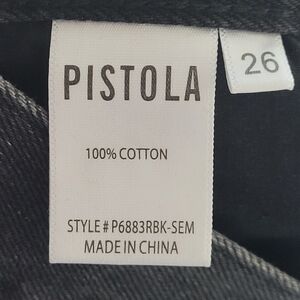 PISTOLA
26
100% COTTON
STYLE # P6883RBK-SEM
MADE IN CHINA